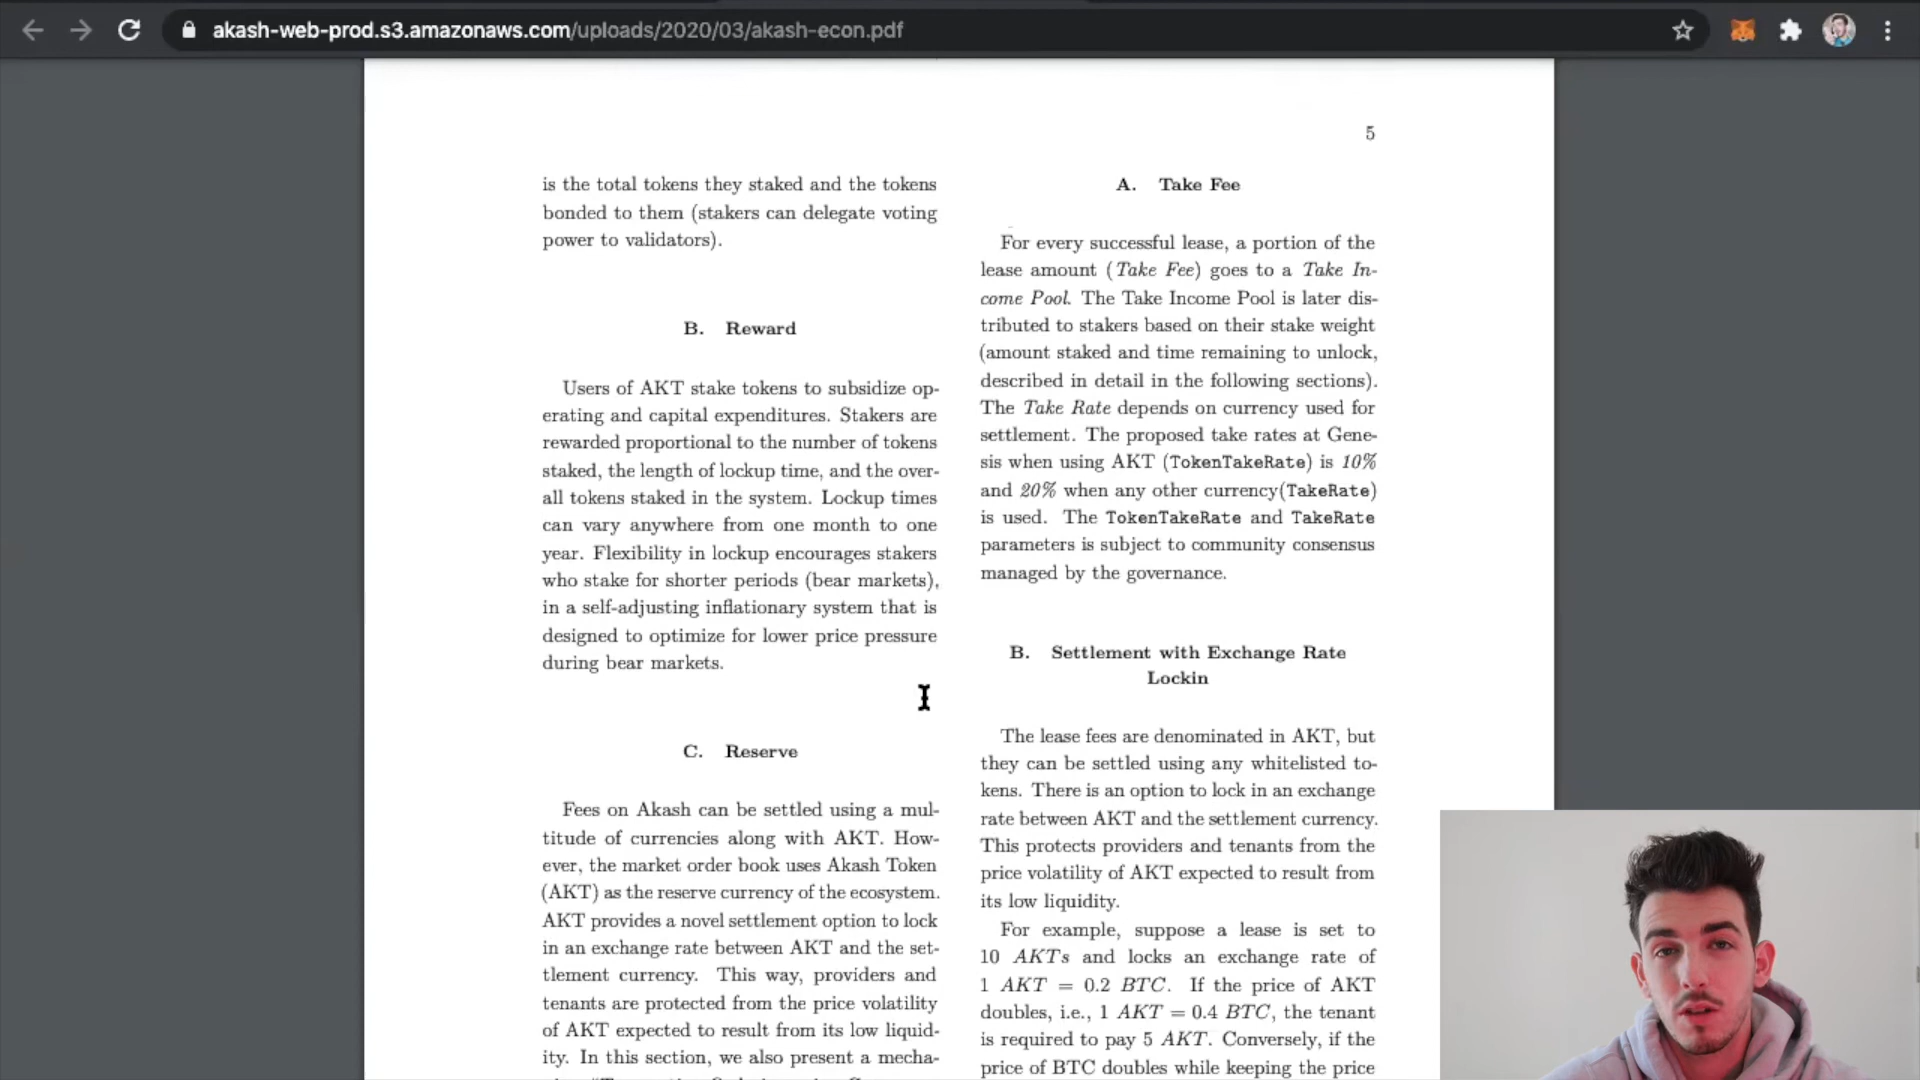 akash-web-prod.s3.amazonaws.com/uploads/2020/03/akash-econ.pdf
5
is the total tokens they staked and the tokens
bonded to them (stakers can delegate voting
power to validators).
B. Reward
Users of AKT stake tokens to subsidize op-
erating and capital expenditures. Stakers are
rewarded proportional to the number of tokens
staked, the length of lockup time, and the over-
all tokens staked in the system. Lockup times
can vary anywhere from one month to one
year. Flexibility in lockup encourages stakers
who stake for shorter periods (bear markets),
in a self-adjusting inflationary system that is
designed to optimize for lower price pressure
during bear markets.
C. Reserve
Fees on Akash can be settled using a mul-
titude of currencies along with AKT. How-
ever, the market order book uses Akash Token
(AKT) as the reserve currency of the ecosystem.
AKT provides a novel settlement option to lock
in an exchange rate between AKT and the set-
tlement currency. This way, providers and
tenants are protected from the price volatility
of AKT expected to result from its low liquid-
ity. In this section, we also present a mecha-
A. Take Fee
For every successful lease, a portion of the
lease amount (Take Fee) goes to a Take In-
come Pool. The Take Income Pool is later dis-
tributed to stakers based on their stake weight
(amount staked and time remaining to unlock,
described in detail in the following sections).
The Take Rate depends on currency used for
settlement. The proposed take rates at Gene-
sis when using AKT (TokenTakeRate) is 10%
and 20% when any other currency(TakeRate)
is used. The TokenTakeRate and TakeRate
parameters is subject to community consensus
managed by the governance.
B. Settlement with Exchange Rate
Lockin
The lease fees are denominated in AKT, but
they can be settled using any whitelisted to-
kens. There is an option to lock in an exchange
rate between AKT and the settlement currency.
This protects providers and tenants from the
price volatility of AKT expected to result from
its low liquidity.
For example, suppose a lease is set to
10 AKTs and locks an exchange rate of
1 AKT = 0.2 BTC. If the price of AKT
doubles, i.e., 1 AKT = 0.4 BTC, the tenant
is required to pay 5 AKT. Conversely, if the
price of BTC doubles while keeping the price